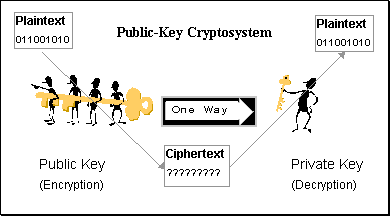 Plaintext
011001010
Public-Key Cryptosystem
Plaintext
011001010
One Way
Ciphertext
?????????
Public Key
(Encryption)
Private Key
(Decryption)